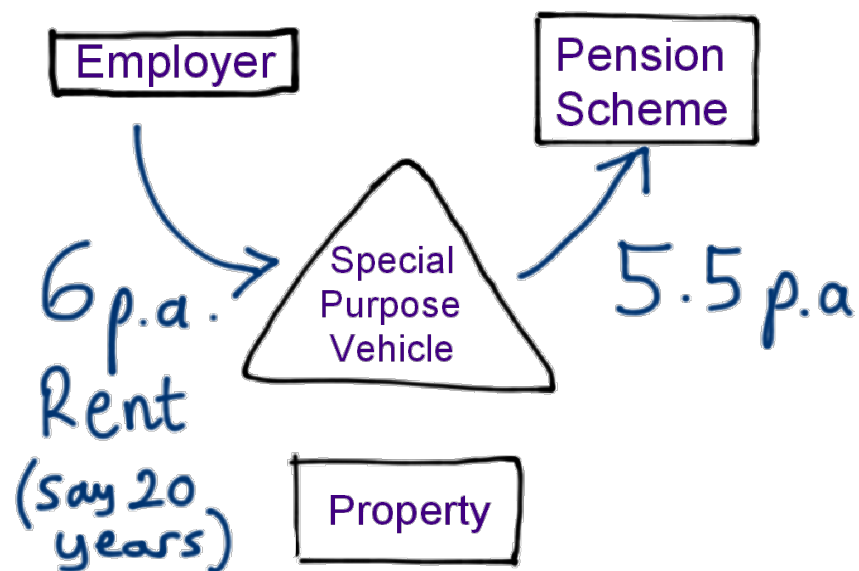 Employer
Pension
Scheme
Special
Purpose
Vehicle
6 p.a.
Rent
(say 20
years)
5.5 p.a
Property